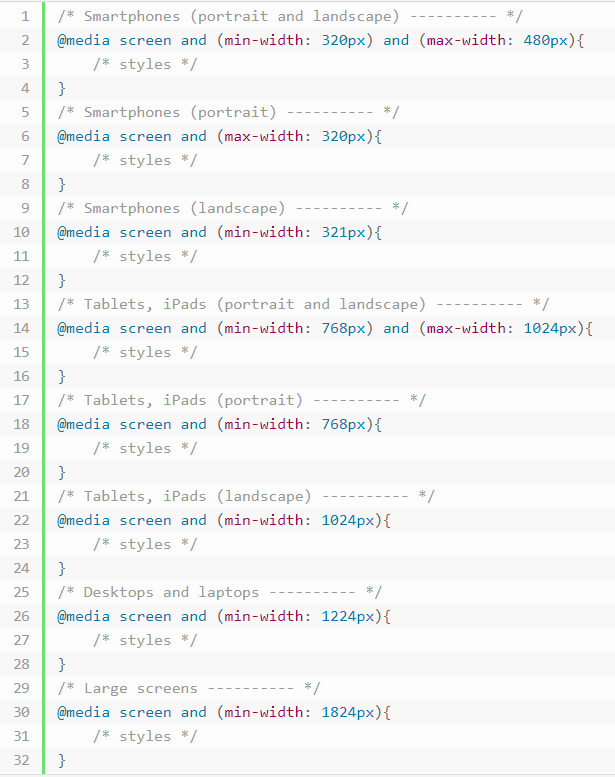 1 /* Smartphones (portrait and landscape) ---------- */
2 @media screen and (min-width: 320px) and (max-width: 480px){
3     /* styles */
4 }
5 /* Smartphones (portrait) ---------- */
6 @media screen and (max-width: 320px){
7     /* styles */
8 }
9 /* Smartphones (landscape) ---------- */
10 @media screen and (min-width: 321px){
11     /* styles */
12 }
13 /* Tablets, iPads (portrait and landscape) ---------- */
14 @media screen and (min-width: 768px) and (max-width: 1024px){
15     /* styles */
16 }
17 /* Tablets, iPads (portrait) ---------- */
18 @media screen and (min-width: 768px){
19     /* styles */
20 }
21 /* Tablets, iPads (landscape) ---------- */
22 @media screen and (min-width: 1024px){
23     /* styles */
24 }
25 /* Desktops and laptops ---------- */
26 @media screen and (min-width: 1224px){
27     /* styles */
28 }
29 /* Large screens ---------- */
30 @media screen and (min-width: 1824px){
31     /* styles */
32 }